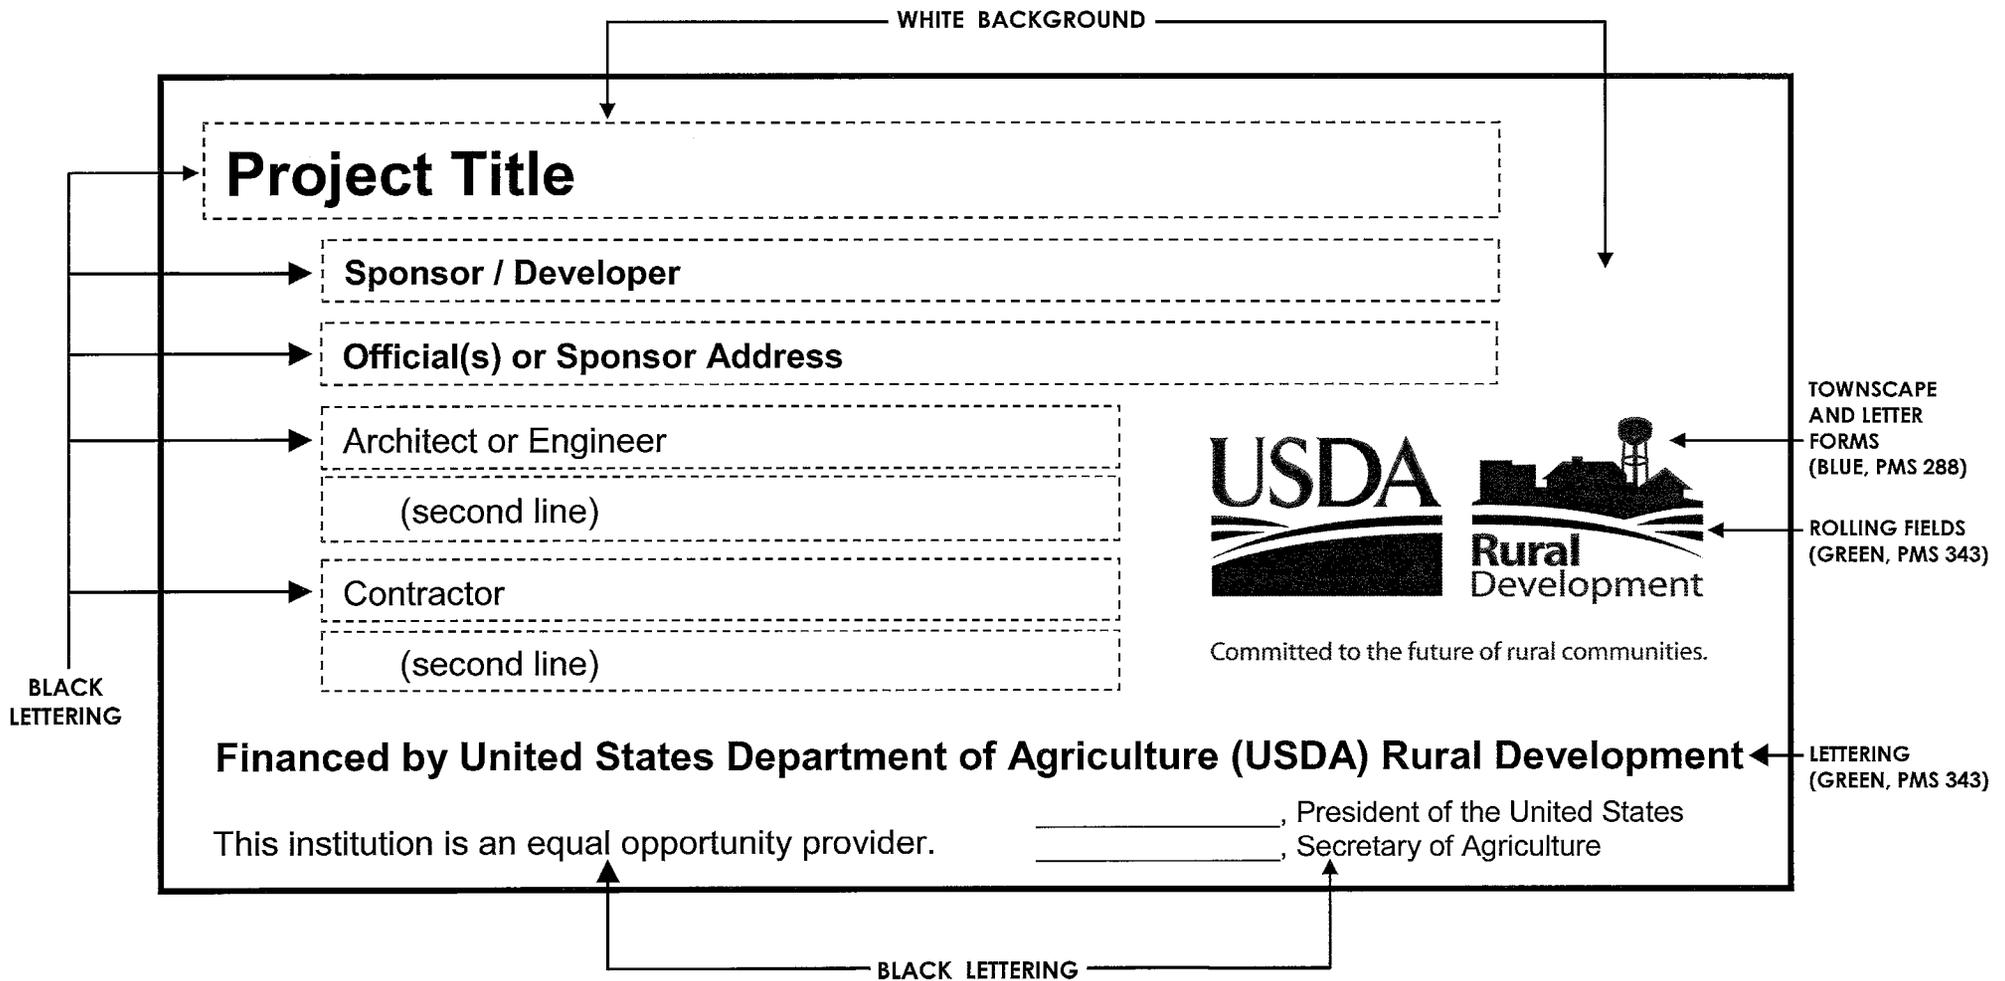 WHITE BACKGROUND
Project Title
Sponsor / Developer
Official(s) or Sponsor Address
Architect or Engineer
(second line)
Contractor
(second line)
USDA
Rural
Development
Committed to the future of rural communities.
TOWNSCAPE
AND LETTER
FORMS
(BLUE, PMS 288)
ROLLING FIELDS
(GREEN, PMS 343)
BLACK
LETTERING
Financed by United States Department of Agriculture (USDA) Rural Development
LETTERING
(GREEN, PMS 343)
This institution is an equal opportunity provider.
, President of the United States
, Secretary of Agriculture
BLACK LETTERING